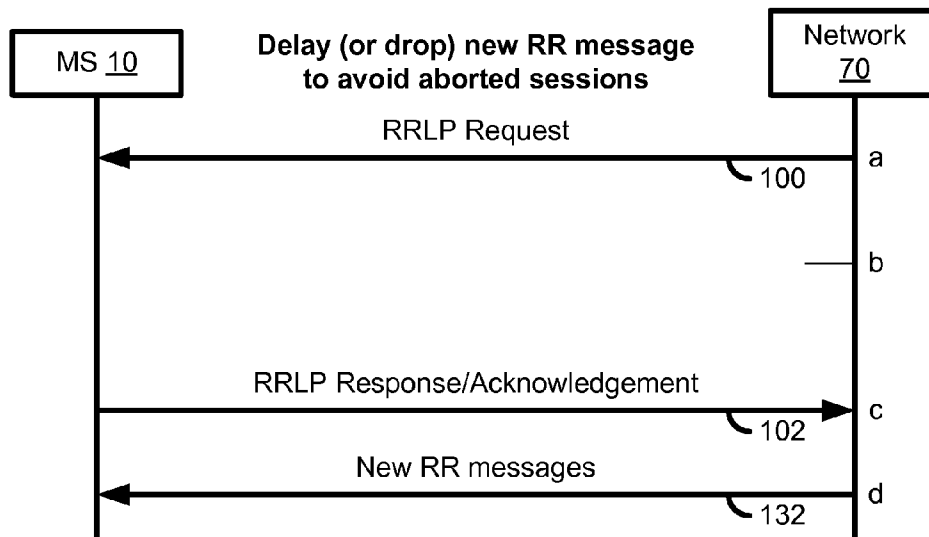 MS 10
Delay (or drop) new RR message
to avoid aborted sessions
Network
70
RRLP Request
a
100
b
RRLP Response/Acknowledgement
c
102
New RR messages
d
132